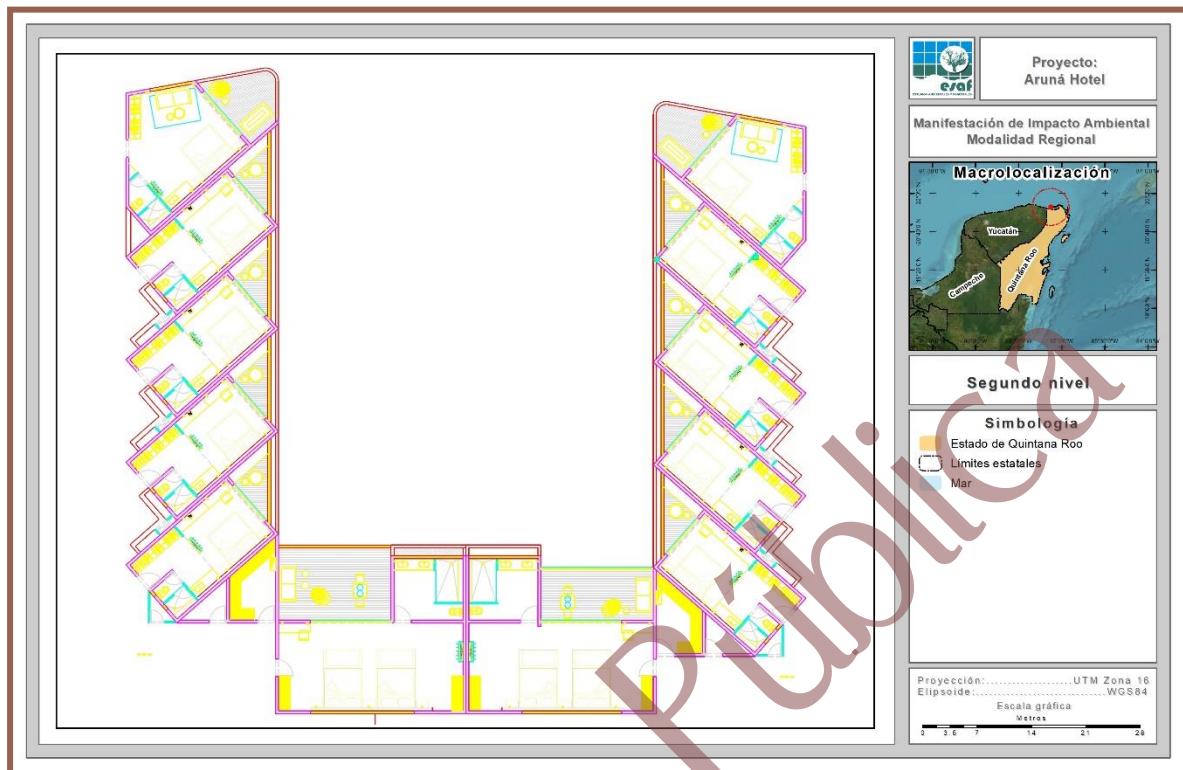 esaf
Proyecto:
Aruná Hotel
Manifestación de Impacto Ambiental
Modalidad Regional
Macrolocalización
Yucatán
Quintana Roo
Campeche
Segundo nivel
Simbología
Estado de Quintana Roo
Límites estatales
Mar
Pública
Proyección:....................UTM Zona 16
Elipsoide:............................WGS84
Escala gráfica
Metros
0 3.5 7 14 21 28